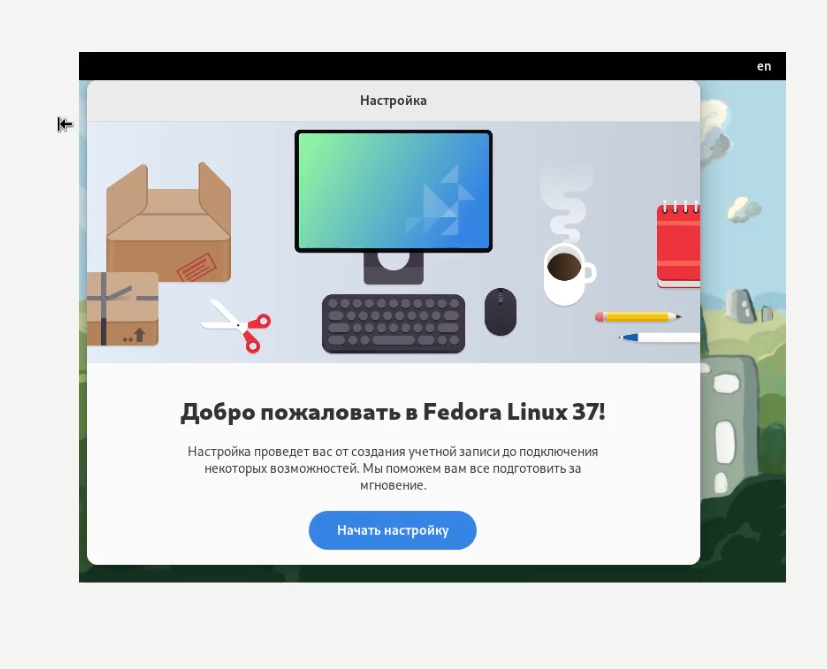 en
Настройка
Добро пожаловать в Fedora Linux 37!
Настройка проведет вас от создания учетной записи до подключения
некоторых возможностей. Мы поможем вам все подготовить за
мгновение.
Начать настройку